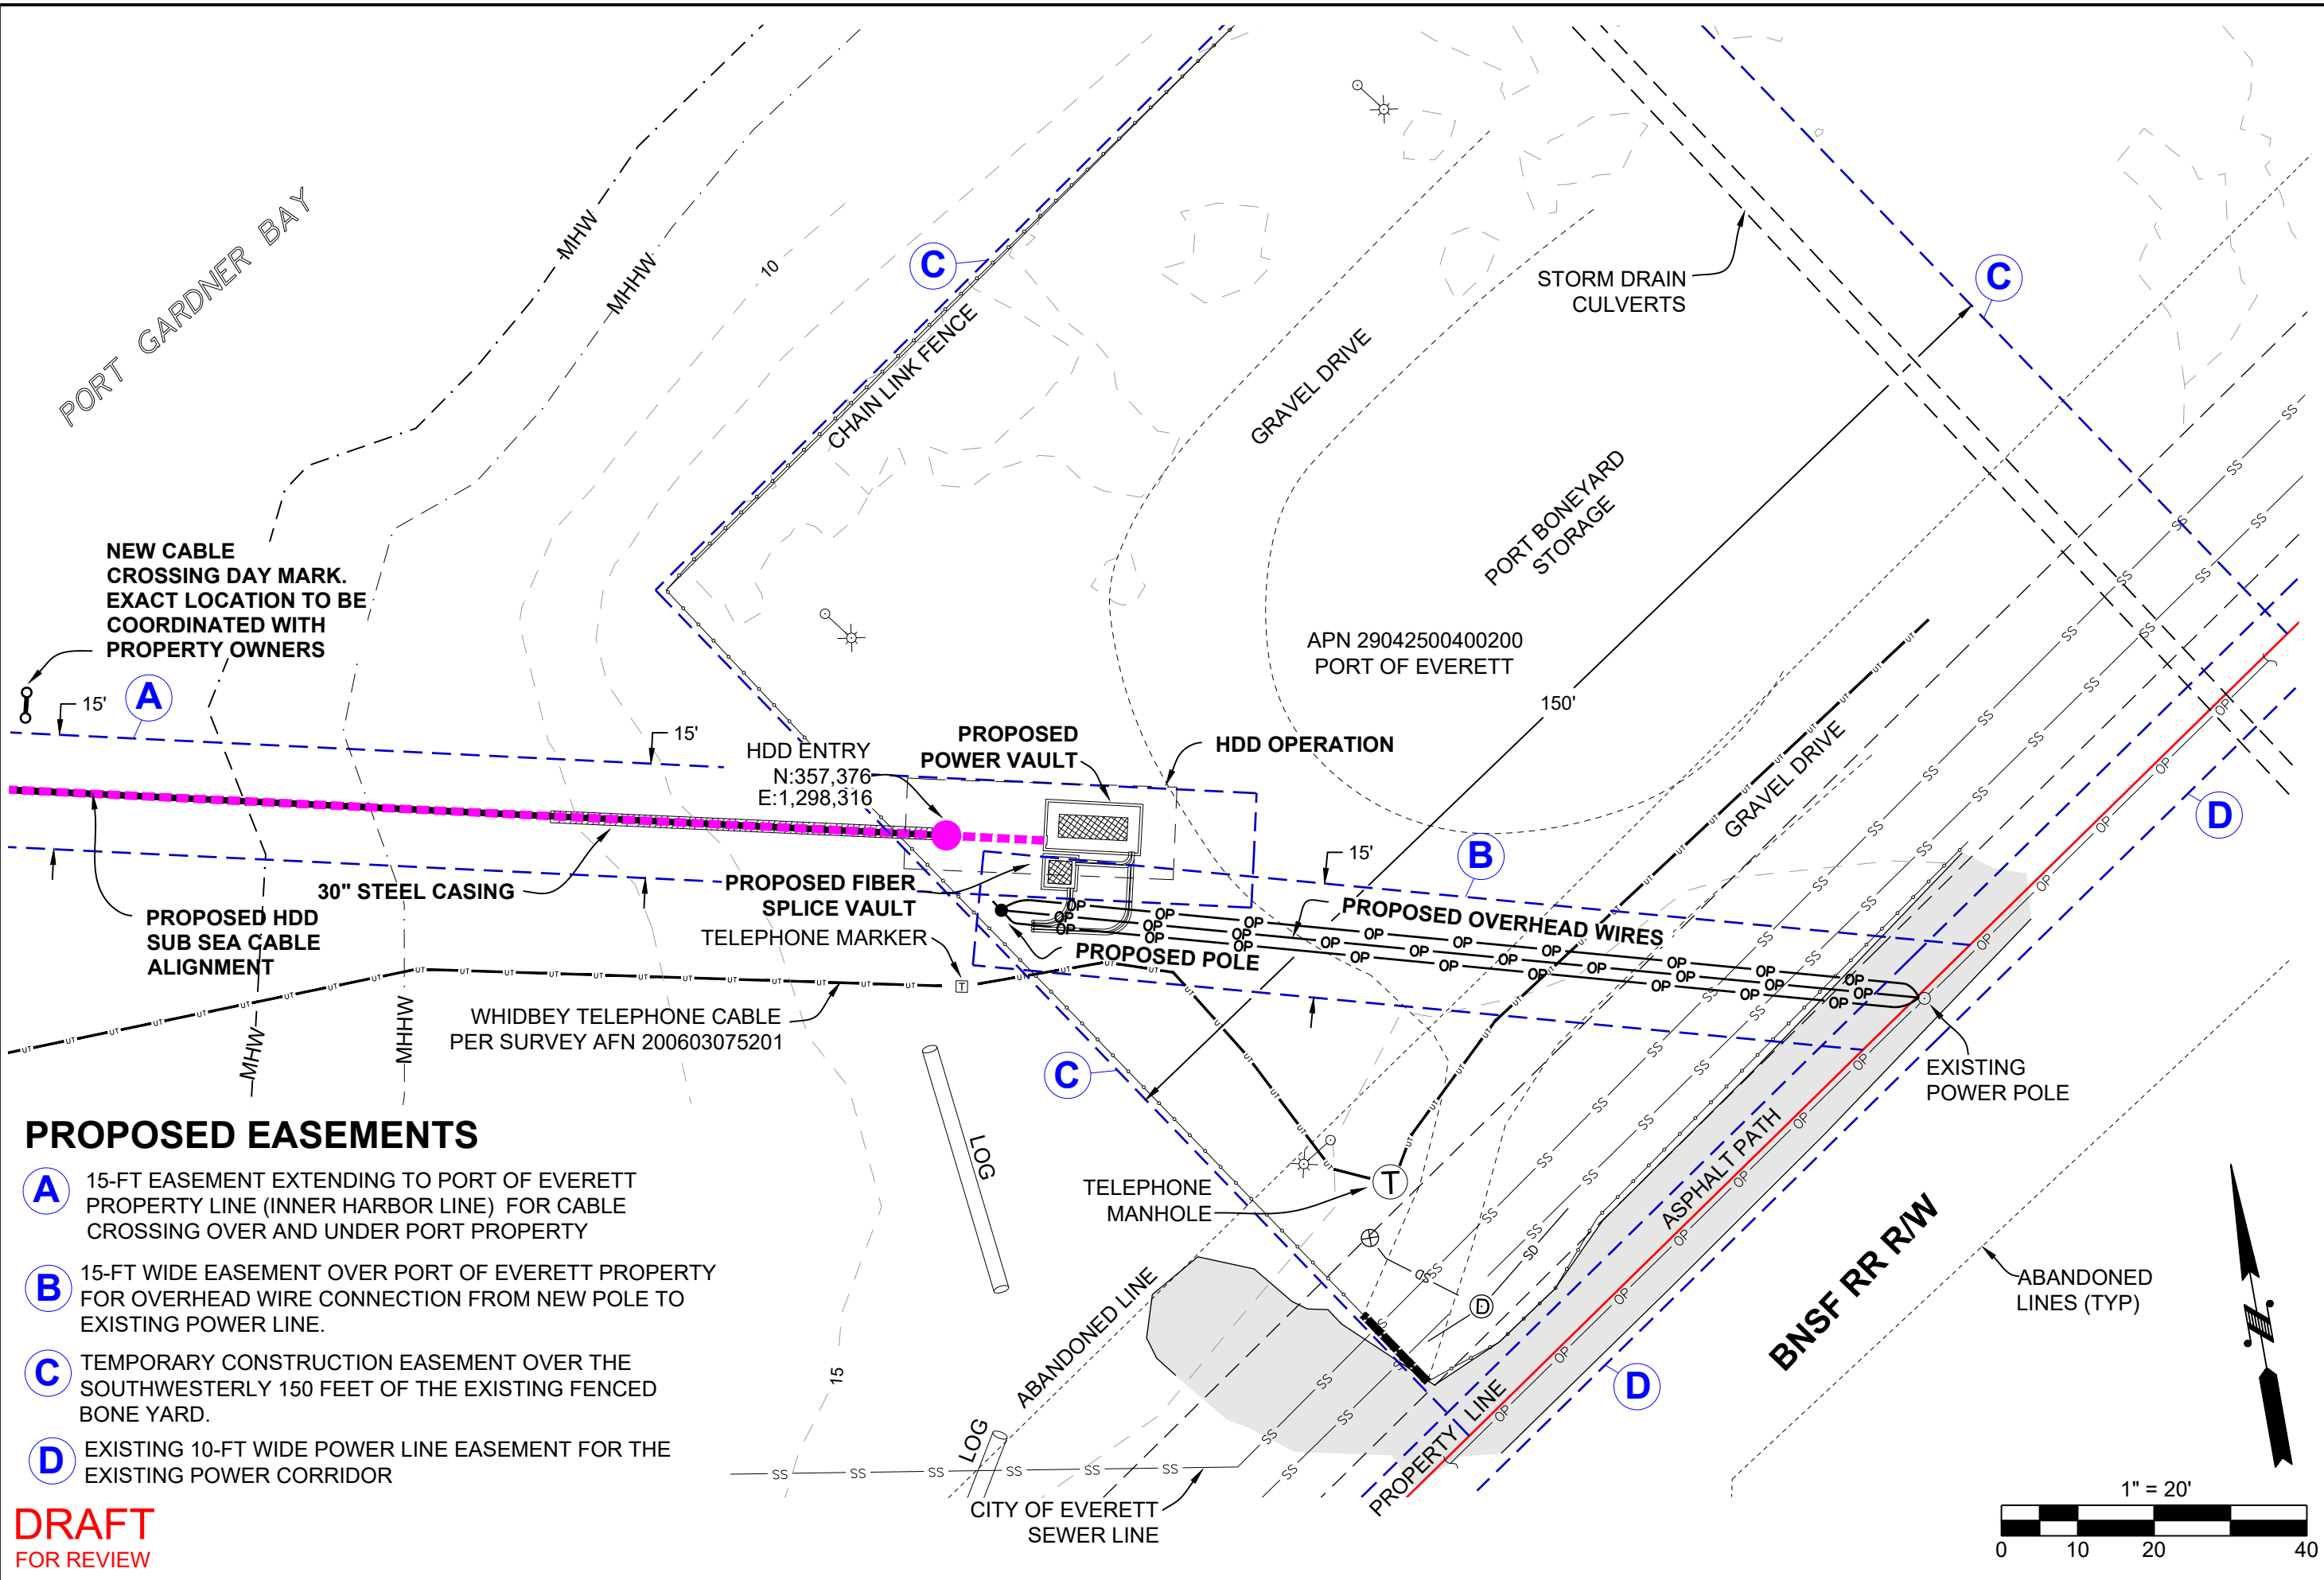 PORT GARDNER BAY
MHW
MHHW
10
C
CHAIN LINK FENCE
GRAVEL DRIVE
STORM DRAIN
CULVERTS
C
PORT BONEYARD
STORAGE
SS
APN 29042500400200
PORT OF EVERETT
150'
NEW CABLE
CROSSING DAY MARK.
EXACT LOCATION TO BE
COORDINATED WITH
PROPERTY OWNERS
15'
A
15'
HDD ENTRY
N:357,376
E:1,298,316
PROPOSED
POWER VAULT
HDD OPERATION
GRAVEL DRIVE
UT
OP
D
15'
B
30" STEEL CASING
PROPOSED HDD
SUB SEA CABLE
ALIGNMENT
PROPOSED FIBER
SPLICE VAULT
TELEPHONE MARKER
T
PROPOSED OVERHEAD WIRES
PROPOSED POLE
OP
UT
WHIDBEY TELEPHONE CABLE
PER SURVEY AFN 200603075201
MHW
MHHW
C
EXISTING
POWER POLE
LOG
TELEPHONE
MANHOLE
T
ASPHALT PATH
SD
D
BNSF RR R/W
ABANDONED
LINES (TYP)
ABANDONED LINE
15
D
LOG
SS
PROPERTY LINE
CITY OF EVERETT
SEWER LINE
PROPOSED EASEMENTS
A 15-FT EASEMENT EXTENDING TO PORT OF EVERETT
PROPERTY LINE (INNER HARBOR LINE) FOR CABLE
CROSSING OVER AND UNDER PORT PROPERTY
B 15-FT WIDE EASEMENT OVER PORT OF EVERETT PROPERTY
FOR OVERHEAD WIRE CONNECTION FROM NEW POLE TO
EXISTING POWER LINE.
C TEMPORARY CONSTRUCTION EASEMENT OVER THE
SOUTHWESTERLY 150 FEET OF THE EXISTING FENCED
BONE YARD.
D EXISTING 10-FT WIDE POWER LINE EASEMENT FOR THE
EXISTING POWER CORRIDOR
DRAFT
FOR REVIEW
N
1" = 20'
0 10 20 40